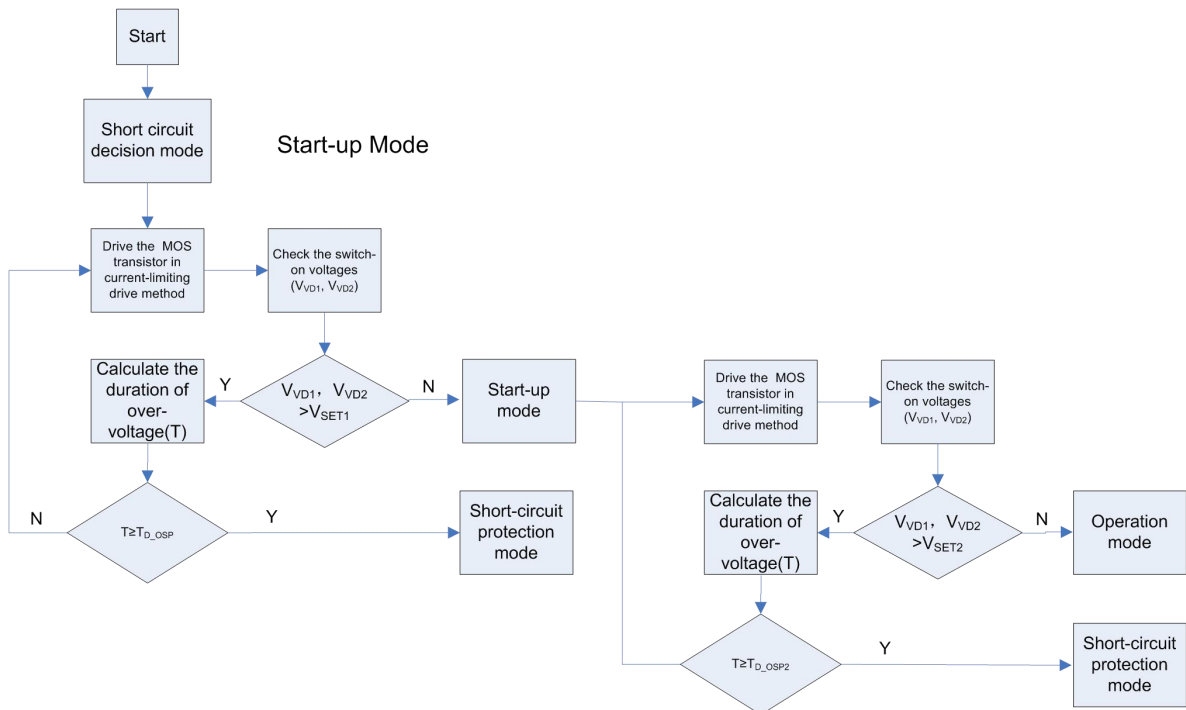 Start
Short circuit
decision mode
Start-up Mode
Drive the MOS
transistor in
current-limiting
drive method
Check the switch-
on voltages
(VVD1, VVD2)
VVD1, VVD2
>VSET1
Y
N
Calculate the
duration of
over-
voltage(T)
Start-up
mode
T≥TD_OSP
N
Y
Short-circuit
protection
mode
Drive the MOS
transistor in
current-limiting
drive method
Check the switch-
on voltages
(VVD1, VVD2)
VVD1, VVD2
>VSET2
Y
N
Calculate the
duration of
over-
voltage(T)
Operation
mode
T≥TD_OSP2
Y
Short-circuit
protection
mode